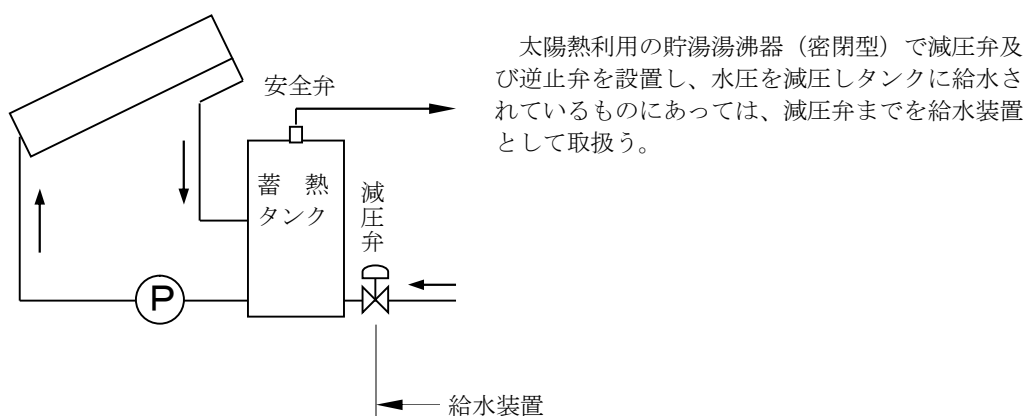 太陽熱利用の貯湯湯沸器（密閉型）で減圧弁及
び逆止弁を設置し、水圧を減圧しタンクに給水さ
れているものにあっては、減圧弁までを給水装置
として取扱う。
安全弁
蓄　熱
タンク
減圧弁
P
給水装置